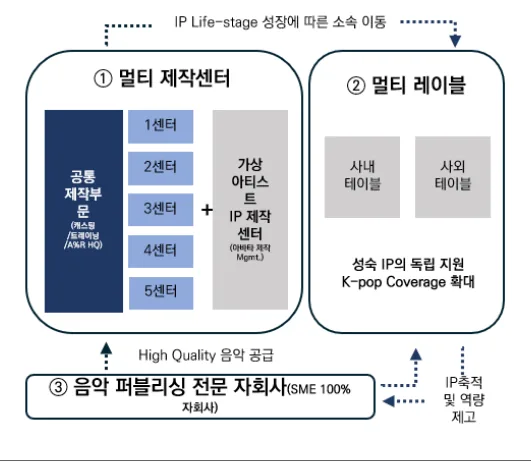 IP Life-stage 성장에 따른 소속 이동
① 멀티 제작센터
공통
제작부
문
(캐스팅
/트레이닝
/A%R HQ)
1센터
2센터
3센터
4센터
5센터
+
가상
아티스
트
IP 제작
센터
(아바타 제작
Mgmt.)
② 멀티 레이블
사내
테이블
사외
테이블
성숙 IP의 독립 지원
K-pop Coverage 확대
High Quality 음악 공급
③ 음악 퍼블리싱 전문 자회사(SME 100%
자회사)
IP축적
및 역량
제고